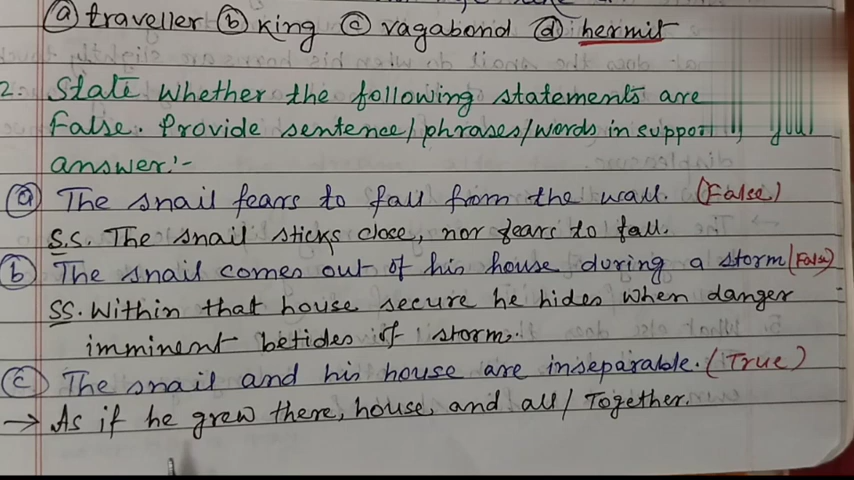 ⓐ traveller ⓑ King ⓒ vagabond ⓓ hermit
2. State whether the following statements are
False. Provide sentence/phrases/words in support
answer:-
ⓐ The snail fears to fall from the wall. (False)
S.S. The snail sticks close, nor fears to fall.
ⓑ The snail comes out of his house during a storm (False)
SS. Within that house secure he hides when danger
imminent betides of storm.
ⓒ The snail and his house are inseparable. (True)
→ As if he grew there, house, and all/Together.